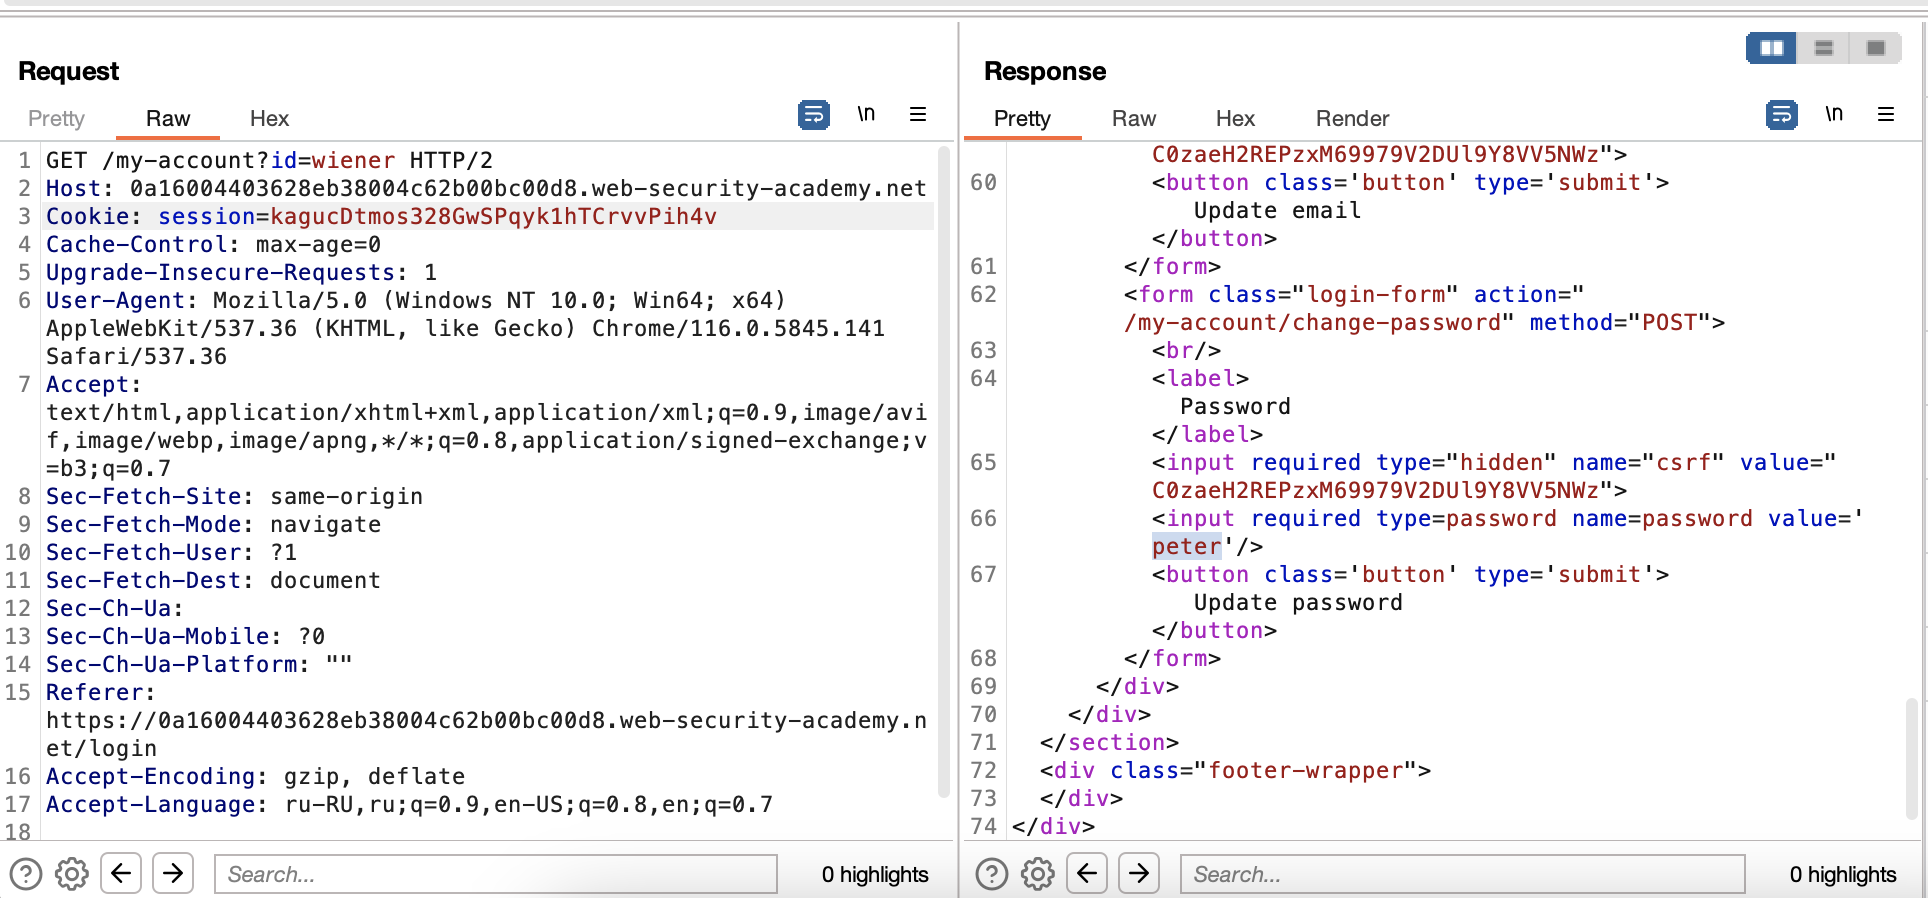 Request
Pretty Raw Hex \n
1 GET /my-account?id=wiener HTTP/2
2 Host: 0a16004403628eb38004c62b00bc00d8.web-security-academy.net
3 Cookie: session=kagucDtmos328GwSPqyk1hTCrvvPih4v
4 Cache-Control: max-age=0
5 Upgrade-Insecure-Requests: 1
6 User-Agent: Mozilla/5.0 (Windows NT 10.0; Win64; x64)
AppleWebKit/537.36 (KHTML, like Gecko) Chrome/116.0.5845.141
Safari/537.36
7 Accept:
text/html,application/xhtml+xml,application/xml;q=0.9,image/avi
f,image/webp,image/apng,*/*;q=0.8,application/signed-exchange;v
=b3;q=0.7
8 Sec-Fetch-Site: same-origin
9 Sec-Fetch-Mode: navigate
10 Sec-Fetch-User: ?1
11 Sec-Fetch-Dest: document
12 Sec-Ch-Ua:
13 Sec-Ch-Ua-Mobile: ?0
14 Sec-Ch-Ua-Platform: ""
15 Referer:
https://0a16004403628eb38004c62b00bc00d8.web-security-academy.n
et/login
16 Accept-Encoding: gzip, deflate
17 Accept-Language: ru-RU,ru;q=0.9,en-US;q=0.8,en;q=0.7
18
Search...
0 highlights
Response
Pretty Raw Hex Render \n
C0zaeH2REPzxM69979V2DUl9Y8VV5NWz">
60 <button class='button' type='submit'>
Update email
</button>
61 </form>
62 <form class="login-form" action="
/my-account/change-password" method="POST">
63 <br/>
64 <label>
Password
</label>
65 <input required type="hidden" name="csrf" value="
C0zaeH2REPzxM69979V2DUl9Y8VV5NWz">
66 <input required type=password name=password value='
peter'/>
67 <button class='button' type='submit'>
Update password
</button>
68 </form>
69 </div>
70 </div>
71 </section>
72 <div class="footer-wrapper">
73 </div>
74 </div>
Search...
0 highlights